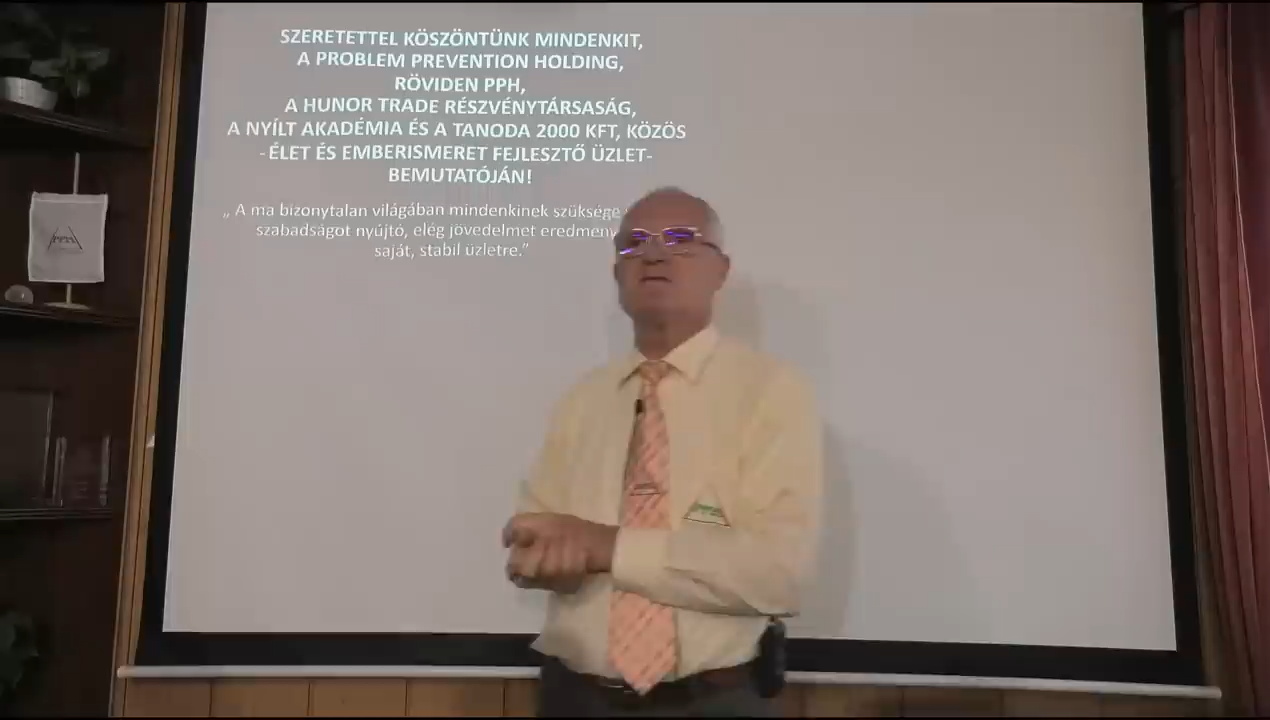 SZERETETTEL KÖSZÖNTÜNK MINDENKIT,
A PROBLEM PREVENTION HOLDING,
RÖVIDEN PPH,
A HUNOR TRADE RÉSZVÉNYTÁRSASÁG,
A NYÍLT AKADÉMIA ÉS A TANODA 2000 KFT, KÖZÖS
- ÉLET ÉS EMBERISMERET FEJLESZTŐ ÜZLET-
BEMUTATÓJÁN!
„ A ma bizonytalan világában mindenkinek szüksége
szabadságot nyújtó, elég jövedelmet eredmény
saját, stabil üzletre.”